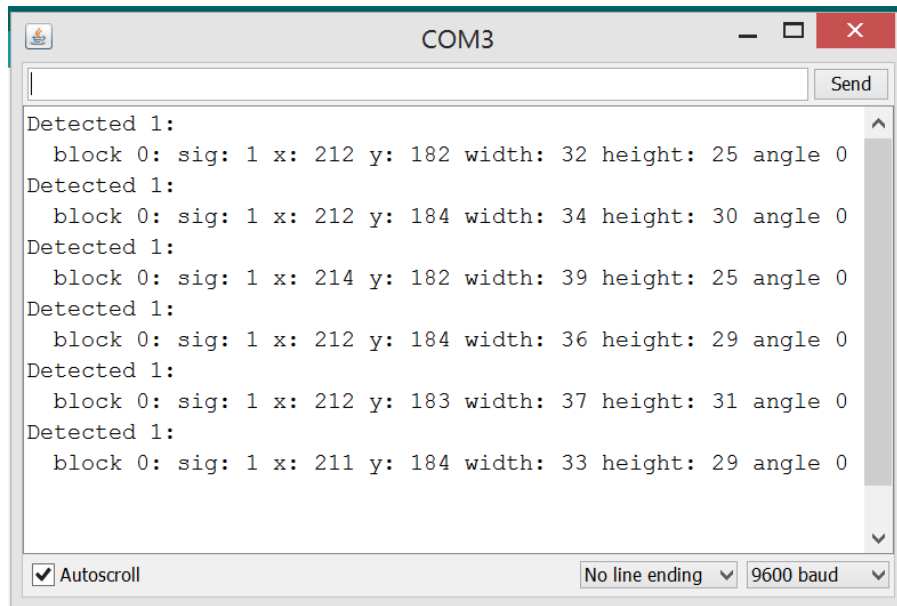 COM3
Send
Detected 1:
  block 0: sig: 1 x: 212 y: 182 width: 32 height: 25 angle 0
Detected 1:
  block 0: sig: 1 x: 212 y: 184 width: 34 height: 30 angle 0
Detected 1:
  block 0: sig: 1 x: 214 y: 182 width: 39 height: 25 angle 0
Detected 1:
  block 0: sig: 1 x: 212 y: 184 width: 36 height: 29 angle 0
Detected 1:
  block 0: sig: 1 x: 212 y: 183 width: 37 height: 31 angle 0
Detected 1:
  block 0: sig: 1 x: 211 y: 184 width: 33 height: 29 angle 0
Autoscroll No line ending 9600 baud